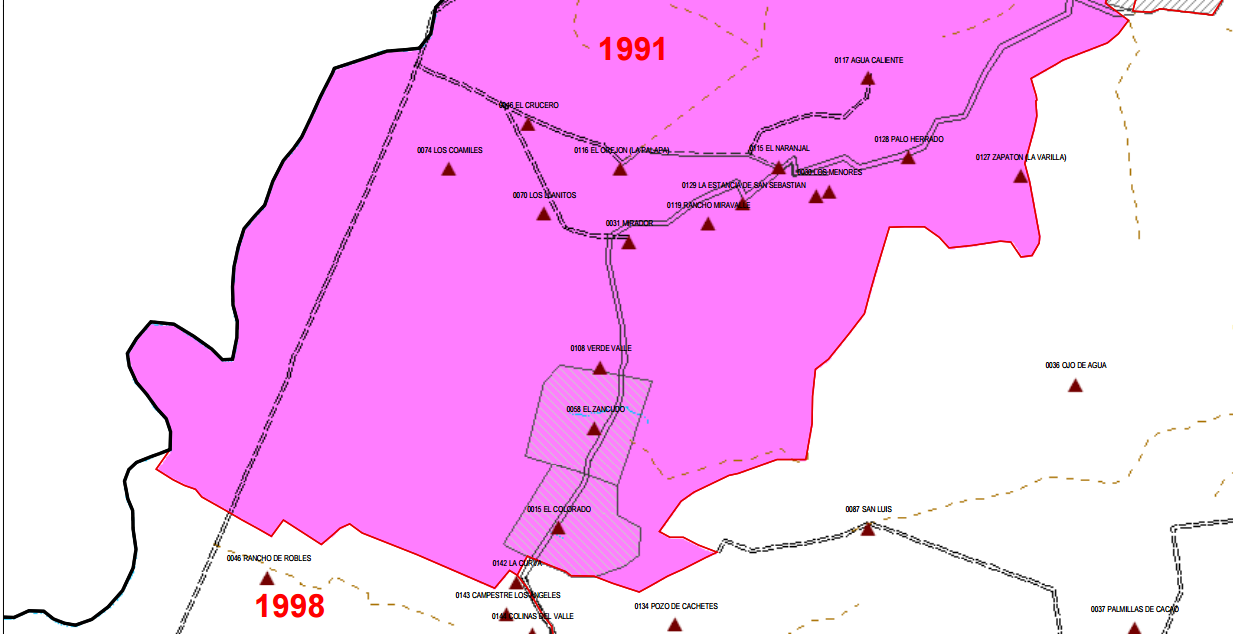 1991
0117 AGUA CALIENTE
EL CRUCERO
0128 PALO HERRADO
0074 LOS COAMILES
0116 EL OREJON (LA PALAPA)
0115 EL NARANJAL
0127 ZAPATON (LA VARILLA)
LOS MENORES
0129 LA ESTANCIA DE SAN SEBASTIAN
0070 LOS LLANITOS
0119 RANCHO MIRAVALLE
0031 MIRADOR
0108 VERDE VALLE
0036 OJO DE AGUA
0058 EL ZANCUDO
0015 EL COLORADO
0087 SAN LUIS
0046 RANCHO DE ROBLES
0142 LA CURVA
0143 CAMPESTRE LOS ANGELES
1998
COLINAS DEL VALLE
0134 POZO DE CACHETES
0037 PALMILLAS DE CACAO